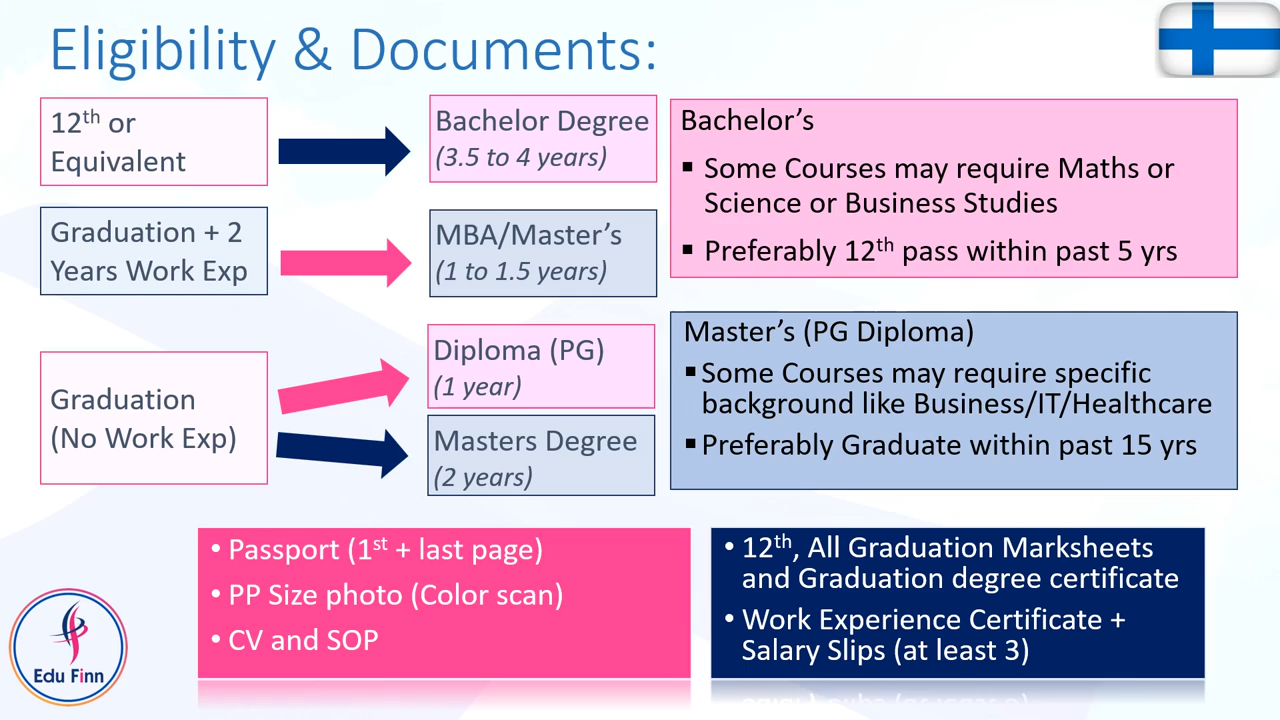 Eligibility & Documents:
12th or
Equivalent
Bachelor Degree
(3.5 to 4 years)
Graduation + 2
Years Work Exp
MBA/Master’s
(1 to 1.5 years)
Graduation
(No Work Exp)
Diploma (PG)
(1 year)
Masters Degree
(2 years)
Bachelor’s
▪ Some Courses may require Maths or
Science or Business Studies
▪ Preferably 12th pass within past 5 yrs
Master’s (PG Diploma)
▪ Some Courses may require specific
background like Business/IT/Healthcare
▪ Preferably Graduate within past 15 yrs
• Passport (1st + last page)
• PP Size photo (Color scan)
• CV and SOP
• 12th, All Graduation Marksheets
and Graduation degree certificate
• Work Experience Certificate +
Salary Slips (at least 3)
Edu Finn